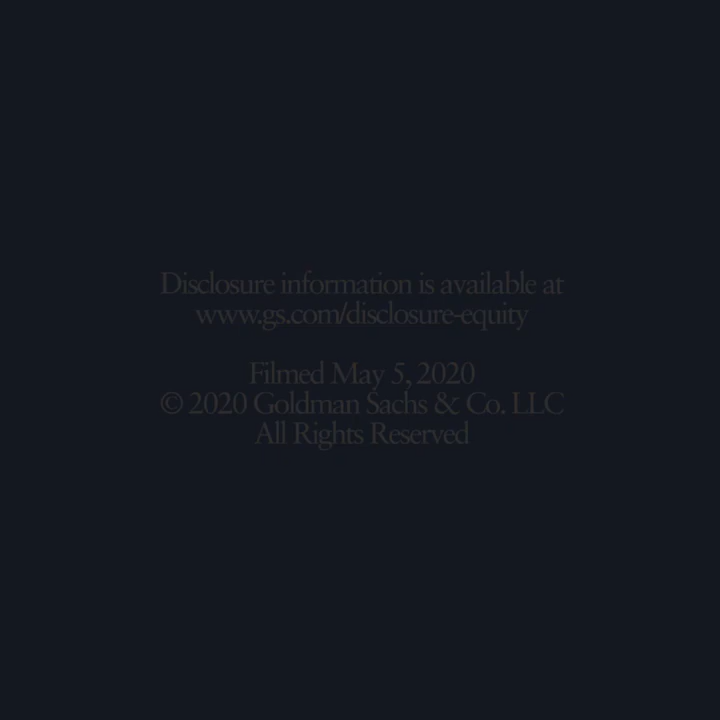 Disclosure information is available at
www.gs.com/disclosure-equity
Filmed May 5, 2020
© 2020 Goldman Sachs & Co. LLC
All Rights Reserved